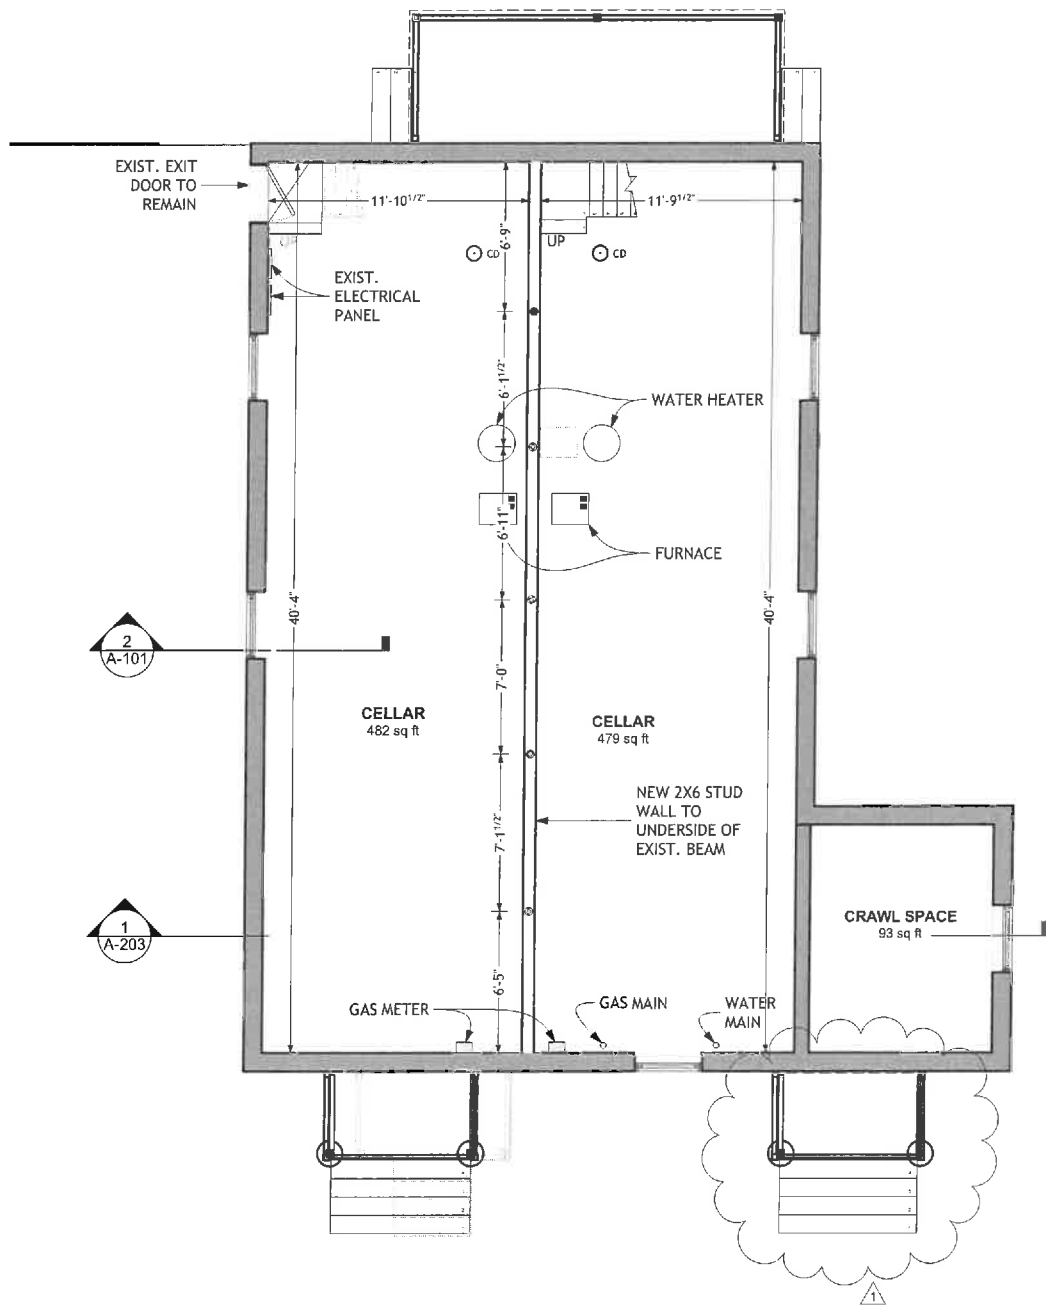 EXIST. EXIT
DOOR TO
REMAIN
11'-10 1/2"
11'-9 1/2"
6'-9"
UP
CD
CD
EXIST.
ELECTRICAL
PANEL
6'-1 1/2"
WATER HEATER
6'-11"
FURNACE
40'-4"
40'-4"
2
A-101
7'-0"
CELLAR
482 sq ft
CELLAR
479 sq ft
NEW 2X6 STUD
WALL TO
UNDERSIDE OF
EXIST. BEAM
7'-1 1/2"
1
A-203
CRAWL SPACE
93 sq ft
6'-5"
GAS METER
GAS MAIN
WATER
MAIN
1